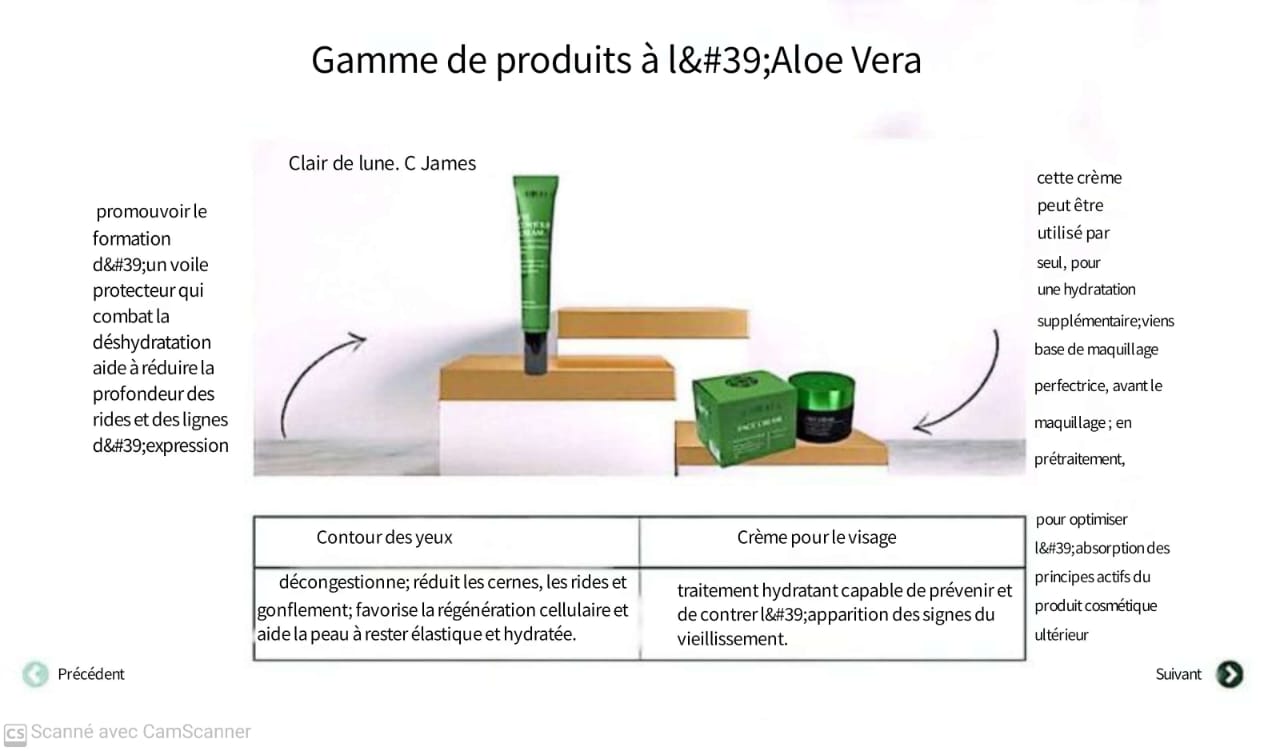 Gamme de produits à l&#39;Aloe Vera
Clair de lune. C James
promouvoir le
formation
d&#39;un voile
protecteur qui
combat la
déshydratation
aide à réduire la
profondeur des
rides et des lignes
d&#39;expression
cette crème
peut être
utilisé par
seul, pour
une hydratation
supplémentaire;viens
base de maquillage
perfectrice, avant le
maquillage ; en
prétraitement,
pour optimiser
l&#39;absorption des
principes actifs du
produit cosmétique
ultérieur
FACE CREAM
Contour des yeux
Crème pour le visage
décongestionne; réduit les cernes, les rides et
gonflement; favorise la régénération cellulaire et
aide la peau à rester élastique et hydratée.
traitement hydratant capable de prévenir et
de contrer l&#39;apparition des signes du
vieillissement.
Précédent
Suivant
CS Scanné avec CamScanner